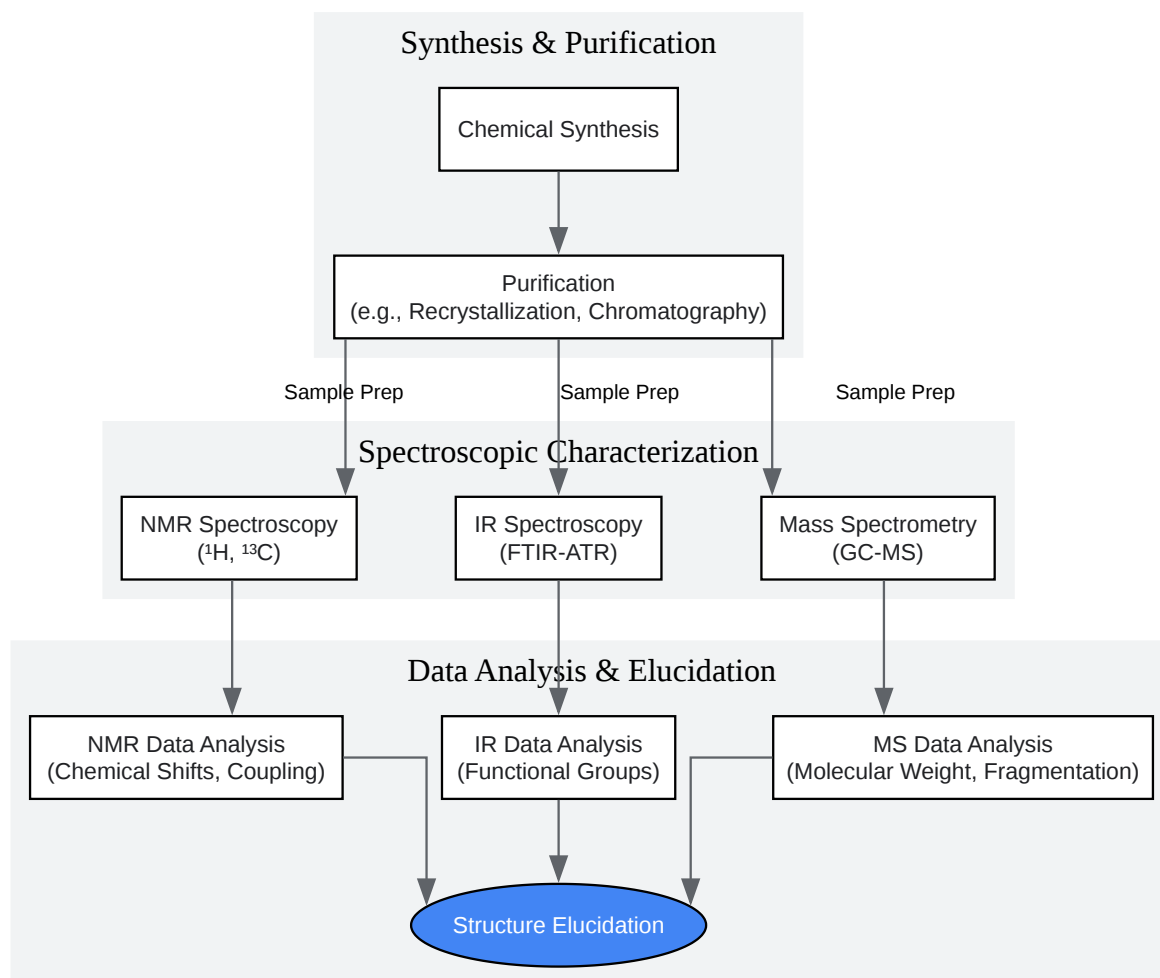 Synthesis & Purification
Chemical Synthesis
Purification
(e.g., Recrystallization, Chromatography)
Sample Prep
Sample Prep
Sample Prep
Spectroscopic Characterization
NMR Spectroscopy
(¹H, ¹³C)
IR Spectroscopy
(FTIR-ATR)
Mass Spectrometry
(GC-MS)
Data Analysis & Elucidation
NMR Data Analysis
(Chemical Shifts, Coupling)
IR Data Analysis
(Functional Groups)
MS Data Analysis
(Molecular Weight, Fragmentation)
Structure Elucidation